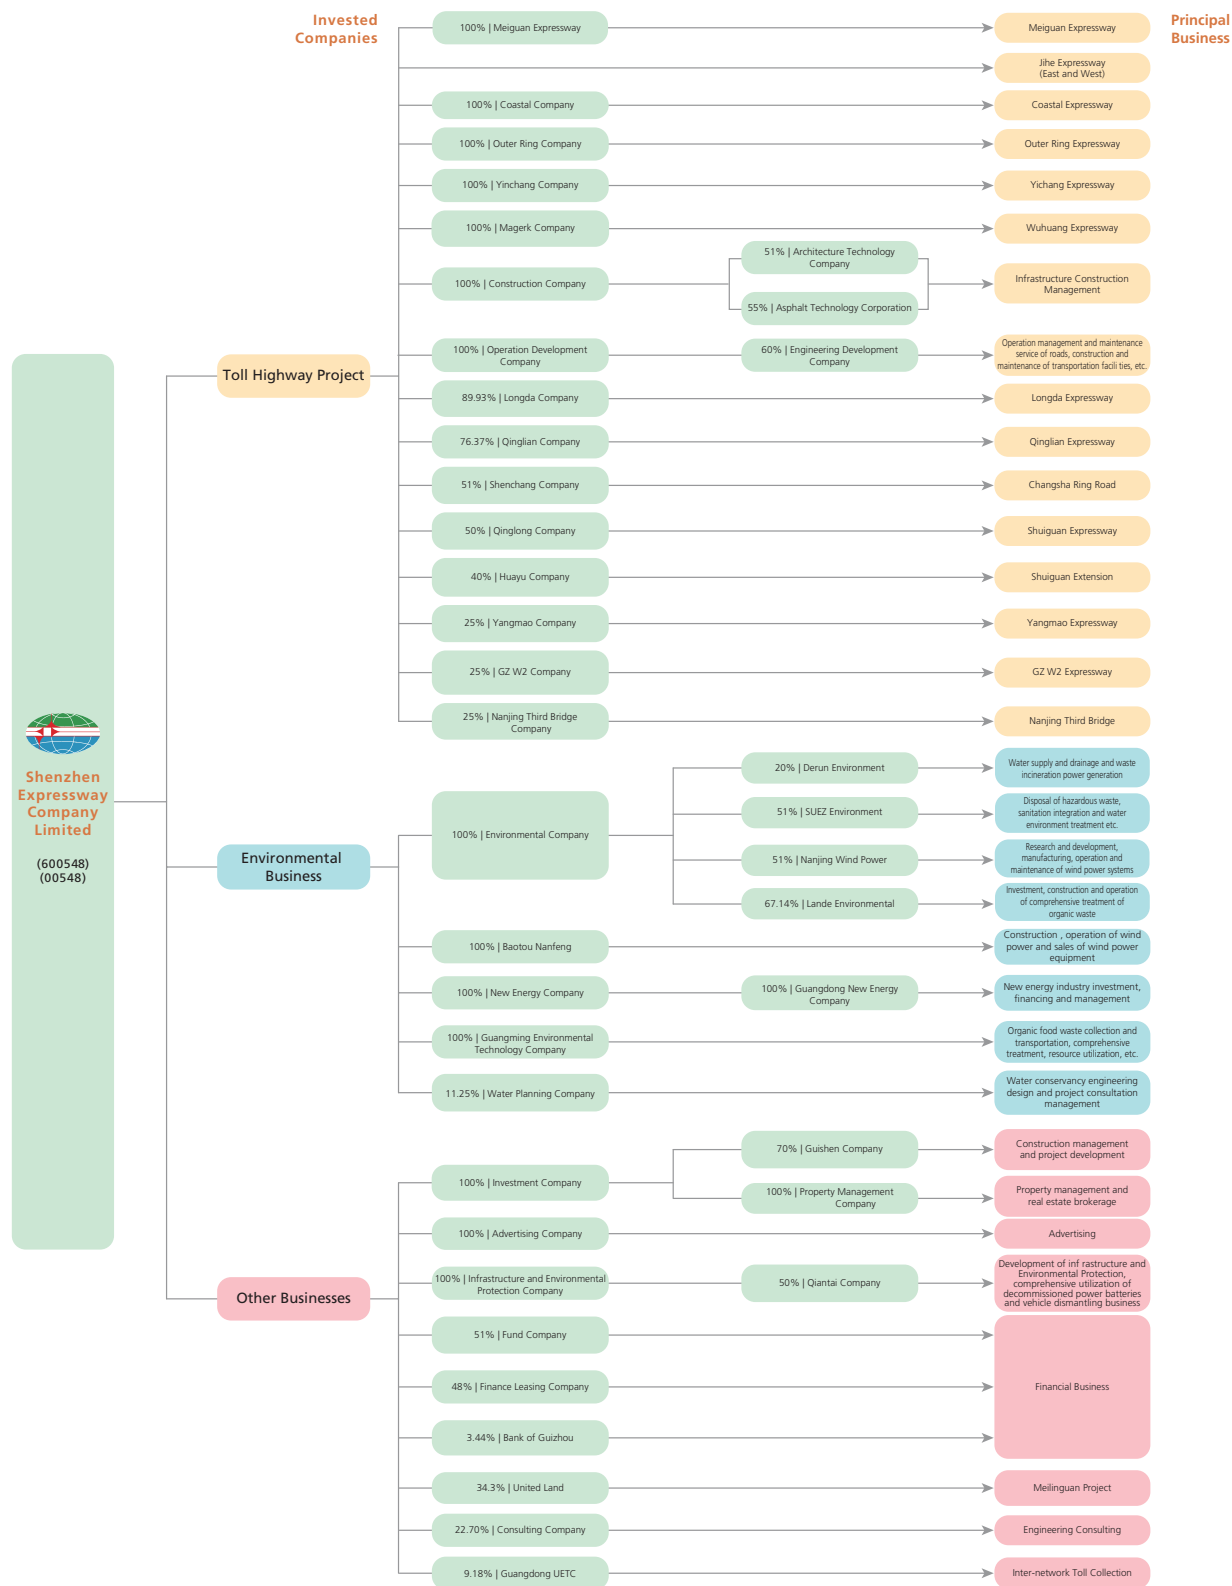 Invested
Companies
Principal
Business
100% | Meiguan Expressway
Meiguan Expressway
Jihe Expressway
(East and West)
100% | Coastal Company
Coastal Expressway
100% | Outer Ring Company
Outer Ring Expressway
100% | Yinchang Company
Yichang Expressway
100% | Magerk Company
Wuhuang Expressway
100% | Construction Company
51% | Architecture Technology
Company
55% | Asphalt Technology Corporation
Infrastructure Construction
Management
100% | Operation Development
Company
60% | Engineering Development
Company
Operation management and maintenance
service of roads, construction and
maintenance of transportation facili ties, etc.
Toll Highway Project
89.93% | Longda Company
Longda Expressway
76.37% | Qinglian Company
Qinglian Expressway
51% | Shenchang Company
Changsha Ring Road
50% | Qinglong Company
Shuiguan Expressway
40% | Huayu Company
Shuiguan Extension
25% | Yangmao Company
Yangmao Expressway
25% | GZ W2 Company
GZ W2 Expressway
25% | Nanjing Third Bridge
Company
Nanjing Third Bridge
Shenzhen
Expressway
Company
Limited
(600548)
(00548)
Environmental
Business
100% | Environmental Company
20% | Derun Environment
Water supply and drainage and waste
incineration power generation
51% | SUEZ Environment
Disposal of hazardous waste,
sanitation integration and water
environment treatment etc.
51% | Nanjing Wind Power
Research and development,
manufacturing, operation and
maintenance of wind power systems
67.14% | Lande Environmental
Investment, construction and operation
of comprehensive treatment of
organic waste
100% | Baotou Nanfeng
Construction , operation of wind
power and sales of wind power
equipment
100% | New Energy Company
100% | Guangdong New Energy
Company
New energy industry investment,
financing and management
100% | Guangming Environmental
Technology Company
Organic food waste collection and
transportation, comprehensive
treatment, resource utilization, etc.
11.25% | Water Planning Company
Water conservancy engineering
design and project consultation
management
Other Businesses
100% | Investment Company
70% | Guishen Company
Construction management
and project development
100% | Property Management
Company
Property management and
real estate brokerage
100% | Advertising Company
Advertising
100% | Infrastructure and Environmental
Protection Company
50% | Qiantai Company
Development of inf rastructure and
Environmental Protection,
comprehensive utilization of
decommissioned power batteries
and vehicle dismantling business
51% | Fund Company
48% | Finance Leasing Company
Financial Business
3.44% | Bank of Guizhou
34.3% | United Land
Meilinguan Project
22.70% | Consulting Company
Engineering Consulting
9.18% | Guangdong UETC
Inter-network Toll Collection